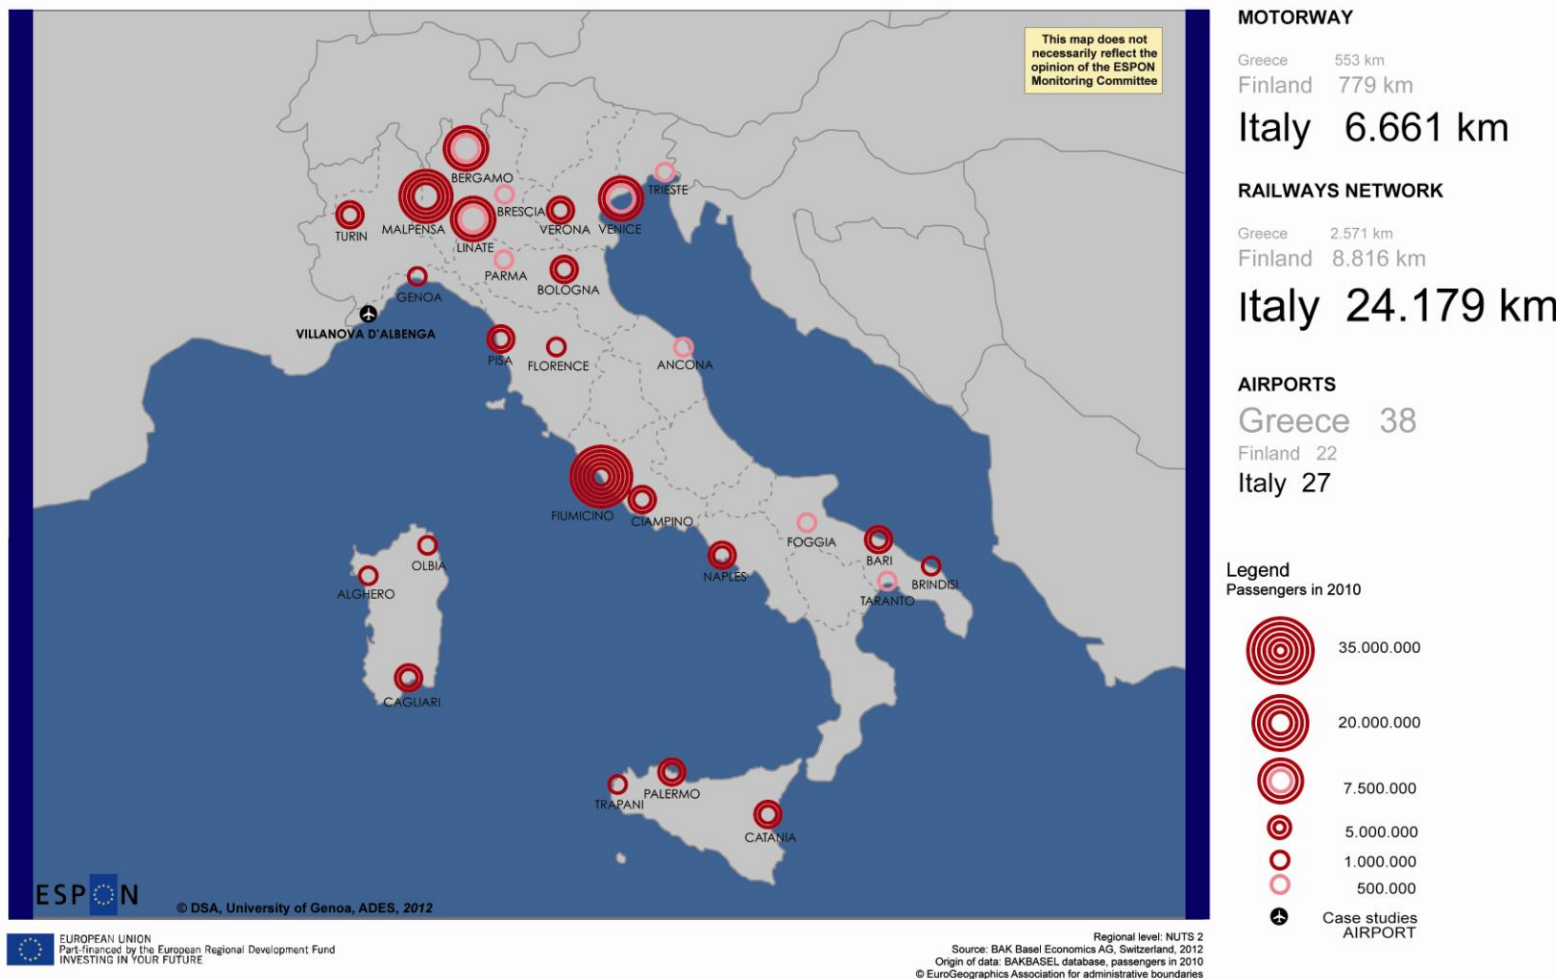 This map does not
necessarily reflect the
opinion of the ESPON
Monitoring Committee
BERGAMO
TRIESTE
BRESCIA
TURIN
MALPENSA
VERONA
VENICE
LINATE
PARMA
BOLOGNA
GENOA
VILLANOVA D'ALBENGA
PISA
FLORENCE
ANCONA
FIUMICINO
CIAMPINO
FOGGIA
OLBIA
BARI
NAPLES
BRINDISI
ALGHERO
TARANTO
CAGLIARI
PALERMO
TRAPANI
CATANIA
ESPON
© DSA, University of Genoa, ADES, 2012
MOTORWAY
Greece 553 km
Finland 779 km
Italy 6.661 km
RAILWAYS NETWORK
Greece 2.571 km
Finland 8.816 km
Italy 24.179 km
AIRPORTS
Greece 38
Finland 22
Italy 27
Legend
Passengers in 2010
35.000.000
20.000.000
7.500.000
5.000.000
1.000.000
500.000
Case studies
AIRPORT
EUROPEAN UNION
Part-financed by the European Regional Development Fund
INVESTING IN YOUR FUTURE
Regional level: NUTS 2
Source: BAK Basel Economics AG, Switzerland, 2012
Origin of data: BAKBASEL database, passengers in 2010
© EuroGeographics Association for administrative boundaries